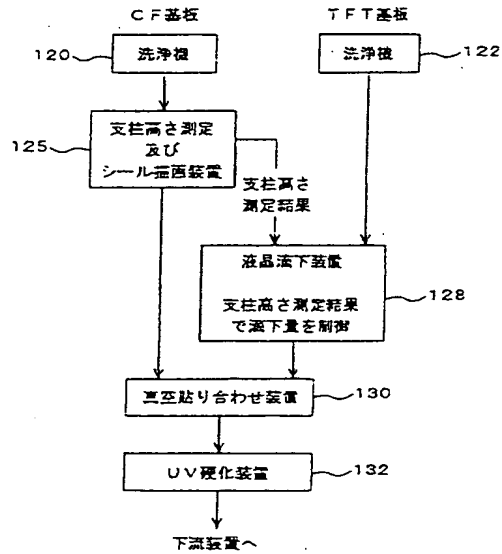 CF基板
TFT基板
120
洗浄機
洗浄機
122
125
支柱高さ測定
及び
シール描画装置
支柱高さ
測定結果
液晶滴下装置
支柱高さ測定結果
で滴下量を制御
128
真空貼り合わせ装置
130
UV硬化装置
132
下流装置へ